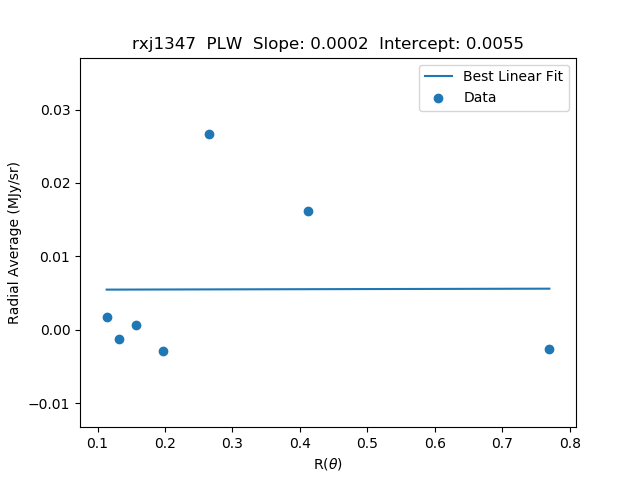 rxj1347  PLW  Slope: 0.0002  Intercept: 0.0055
Best Linear Fit
Data
Radial Average (MJy/sr)
0.03
0.02
0.01
0.00
−0.01
0.1 0.2 0.3 0.4 0.5 0.6 0.7 0.8
R(θ)